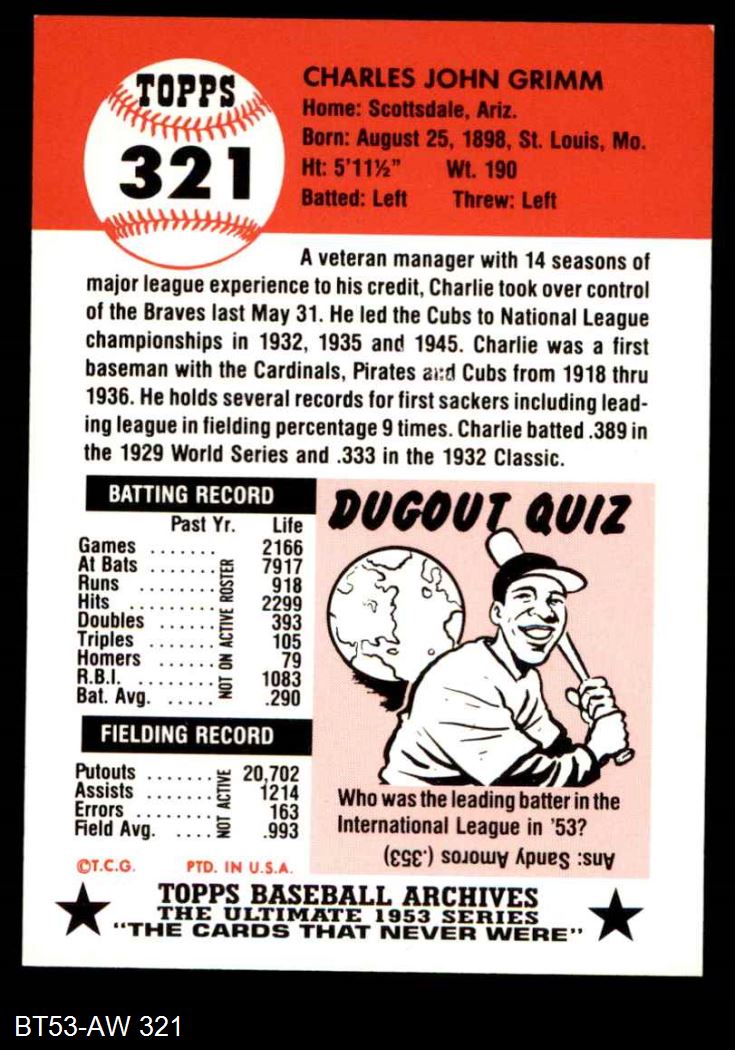 TOPPS
321
CHARLES JOHN GRIMM
Home: Scottsdale, Ariz.
Born: August 25, 1898, St. Louis, Mo.
Ht: 5'11½" Wt. 190
Batted: Left Threw: Left
A veteran manager with 14 seasons of
major league experience to his credit, Charlie took over control
of the Braves last May 31. He led the Cubs to National League
championships in 1932, 1935 and 1945. Charlie was a first
baseman with the Cardinals, Pirates and Cubs from 1918 thru
1936. He holds several records for first sackers including lead-
ing league in fielding percentage 9 times. Charlie batted .389 in
the 1929 World Series and .333 in the 1932 Classic.
BATTING RECORD
Past Yr. Life
Games ....... 2166
At Bats ....... 7917
Runs ....... 918
Hits ......... 2299
Doubles ...... 393
Triples ...... 105
Homers ..... 79
R.B.I. ........ 1083
Bat. Avg. ..... .290
NOT ON ACTIVE ROSTER
FIELDING RECORD
Putouts ....... 20,702
Assists ....... 1214
Errors ........ 163
Field Avg. ..... .993
NOT ACTIVE
DUGOUT QUIZ
Who was the leading batter in the
International League in '53?
Ans: Sandy Amoros (.353)
©T.C.G. PTD. IN U.S.A.
TOPPS BASEBALL ARCHIVES
THE ULTIMATE 1953 SERIES
"THE CARDS THAT NEVER WERE"
BT53-AW 321